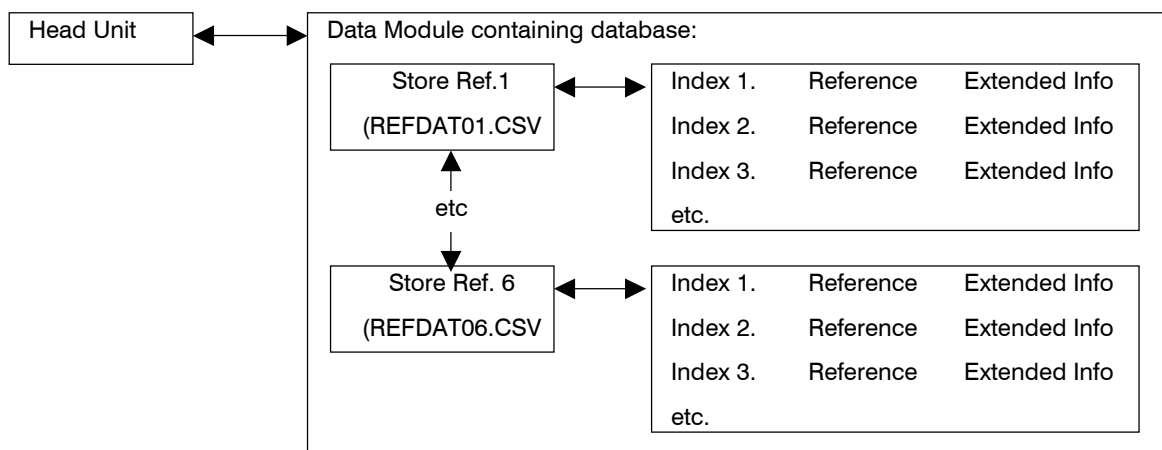 Head Unit
Data Module containing database:
Store Ref.1
(REFDAT01.CSV
Index 1. Reference Extended Info
Index 2. Reference Extended Info
Index 3. Reference Extended Info
etc.
etc
Store Ref. 6
(REFDAT06.CSV
Index 1. Reference Extended Info
Index 2. Reference Extended Info
Index 3. Reference Extended Info
etc.